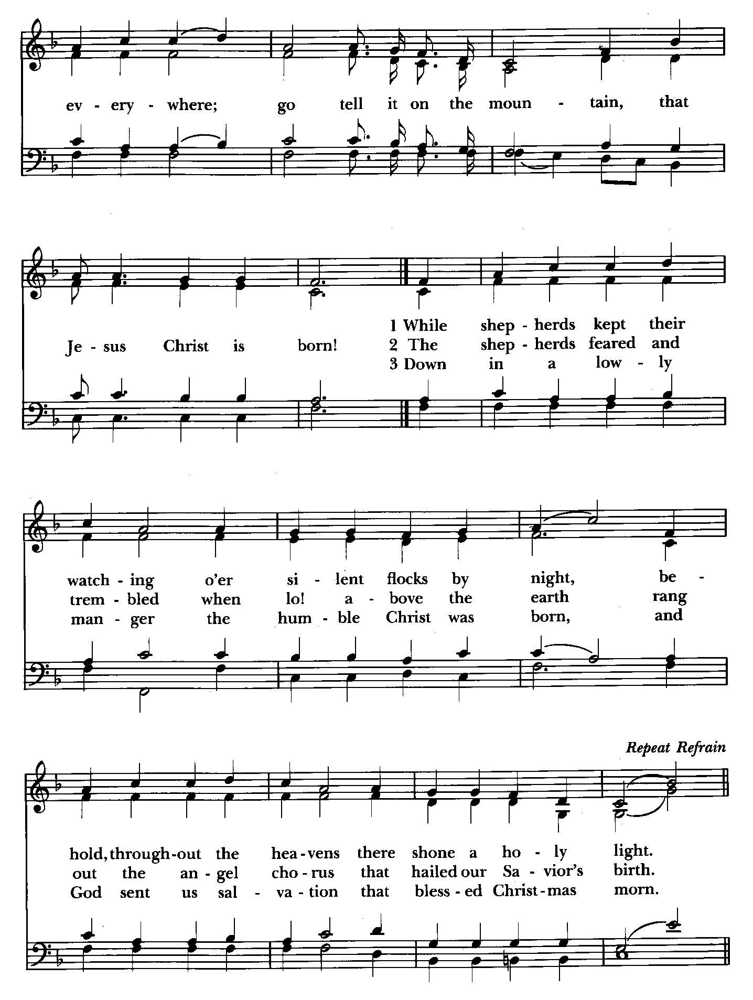 ev - ery - where; go tell it on the moun - tain, that
1 While shep - herds kept their
Je - sus Christ is born! 2 The shep - herds feared and
3 Down in a low - ly
watch - ing o'er si - lent flocks by night, be -
trem - bled when lo! a - bove the earth rang
man - ger the hum - ble Christ was born, and
Repeat Refrain
hold, through - out the hea - vens there shone a ho - ly light.
out the an - gel cho - rus that hailed our Sa - vior's birth.
God sent us sal - va - tion that bless - ed Christ - mas morn.